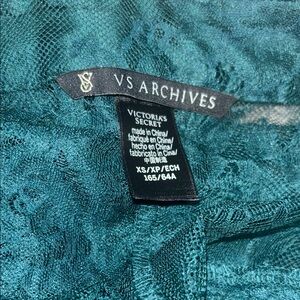 VS ARCHIVES
VICTORIA'S
SECRET
made in China/
fabriqué en Chine/
hecho en China/
fabbricato in Cina/
中国制造
XS/XP/ECH
165/64A